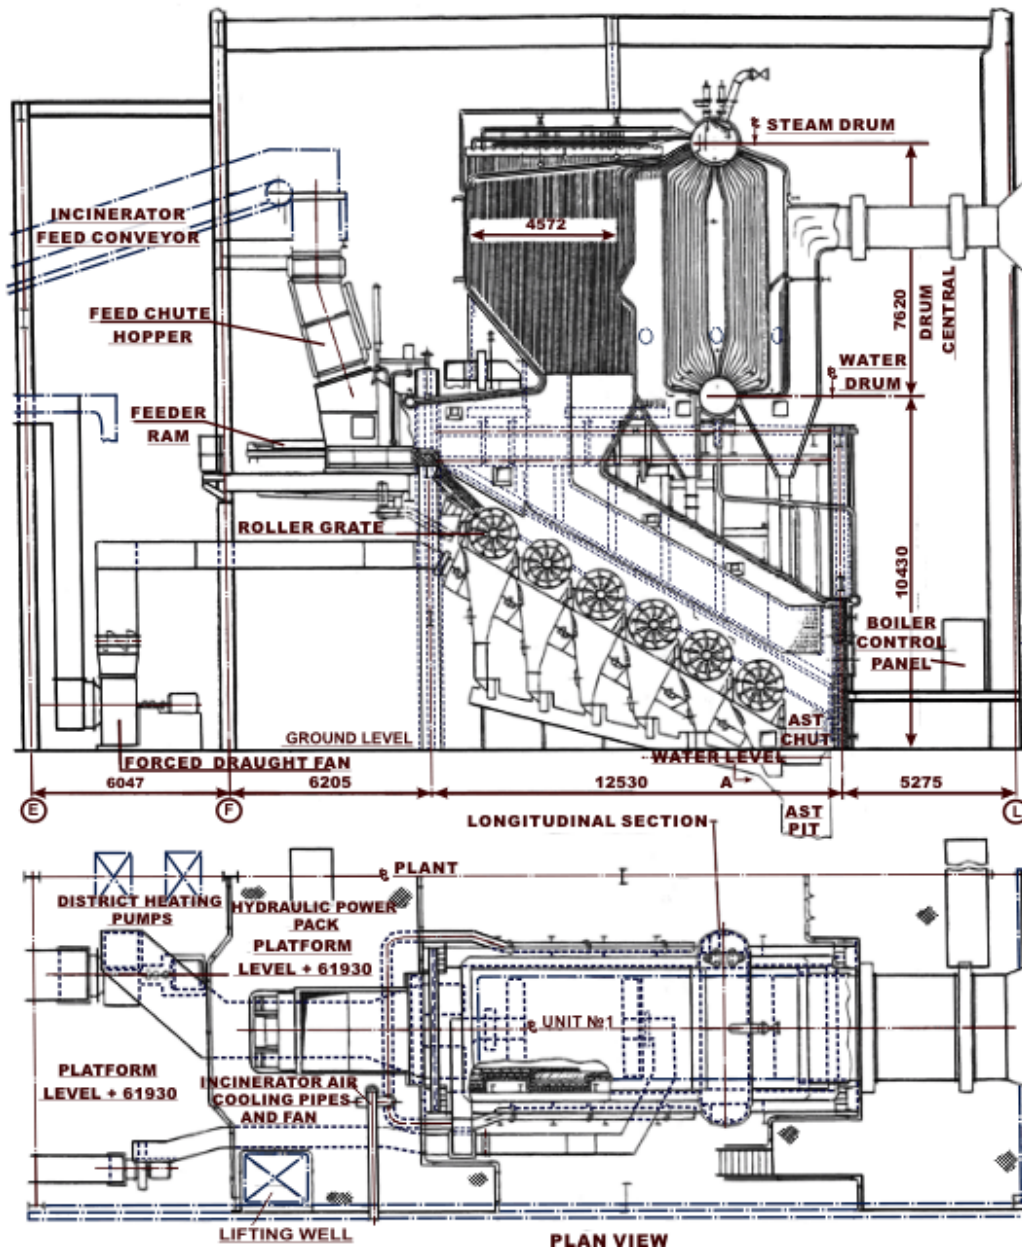 STEAM DRUM
INCINERATOR
FEED CONVEYOR
4572
FEED CHUTE
HOPPER
7620
DRUM
CENTRAL
WATER
DRUM
FEEDER
RAM
ROLLER GRATE
10430
BOILER
CONTROL
PANEL
AST
CHUT
GROUND LEVEL
WATER LEVEL
FORCED DRAUGHT FAN
6047
6205
12530
A
5275
E
F
L
AST
PIT
LONGITUDINAL SECTION
℄ PLANT
DISTRICT HEATING
PUMPS
HYDRAULIC POWER
PACK
PLATFORM
LEVEL + 61930
℄ UNIT №1
PLATFORM
LEVEL + 61930
INCINERATOR AIR
COOLING PIPES
AND FAN
LIFTING WELL
PLAN VIEW